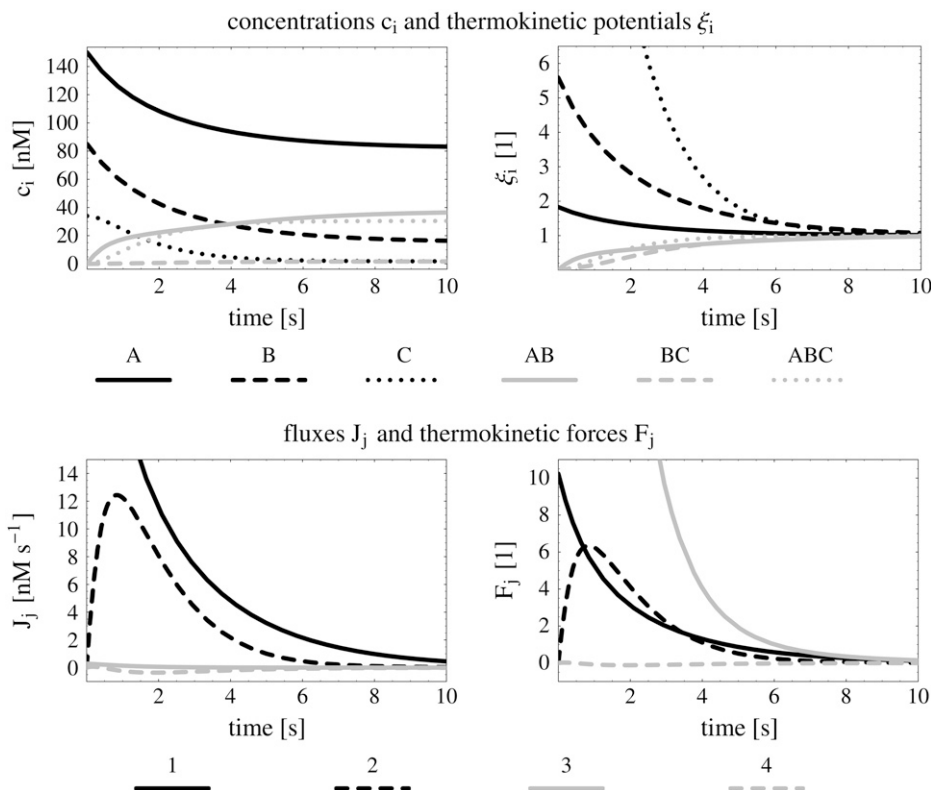 concentrations c_i and thermokinetic potentials ξ_i
c_i [nM]
140
120
100
80
60
40
20
0
2 4 6 8 10
time [s]
ξ_i [1]
6
5
4
3
2
1
2 4 6 8 10
time [s]
A B C AB BC ABC
fluxes J_j and thermokinetic forces F_j
J_j [nM s⁻¹]
14
12
10
8
6
4
2
0
2 4 6 8 10
time [s]
F_j [1]
10
8
6
4
2
0
2 4 6 8 10
time [s]
1 2 3 4